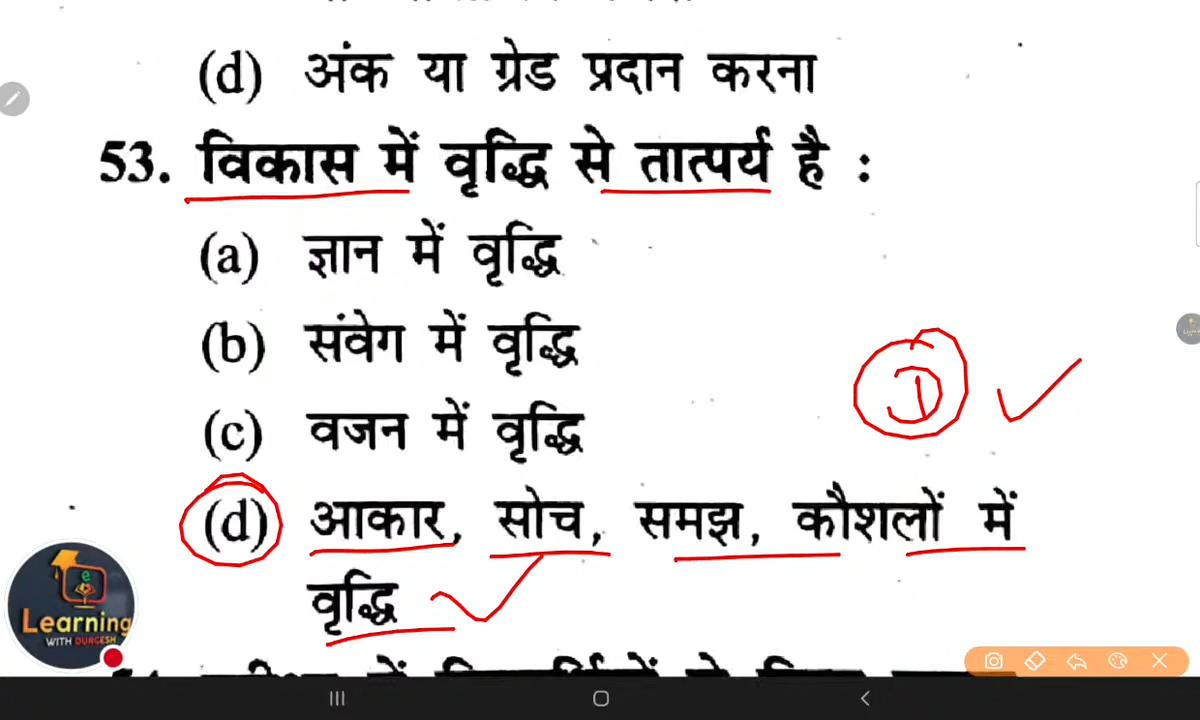 (d) अंक या ग्रेड प्रदान करना
53. विकास में वृद्धि से तात्पर्य है :
(a) ज्ञान में वृद्धि
(b) संवेग में वृद्धि
(c) वजन में वृद्धि
D
(d) आकार, सोच, समझ, कौशलों में
वृद्धि
e
Learning
WITH DURGESH